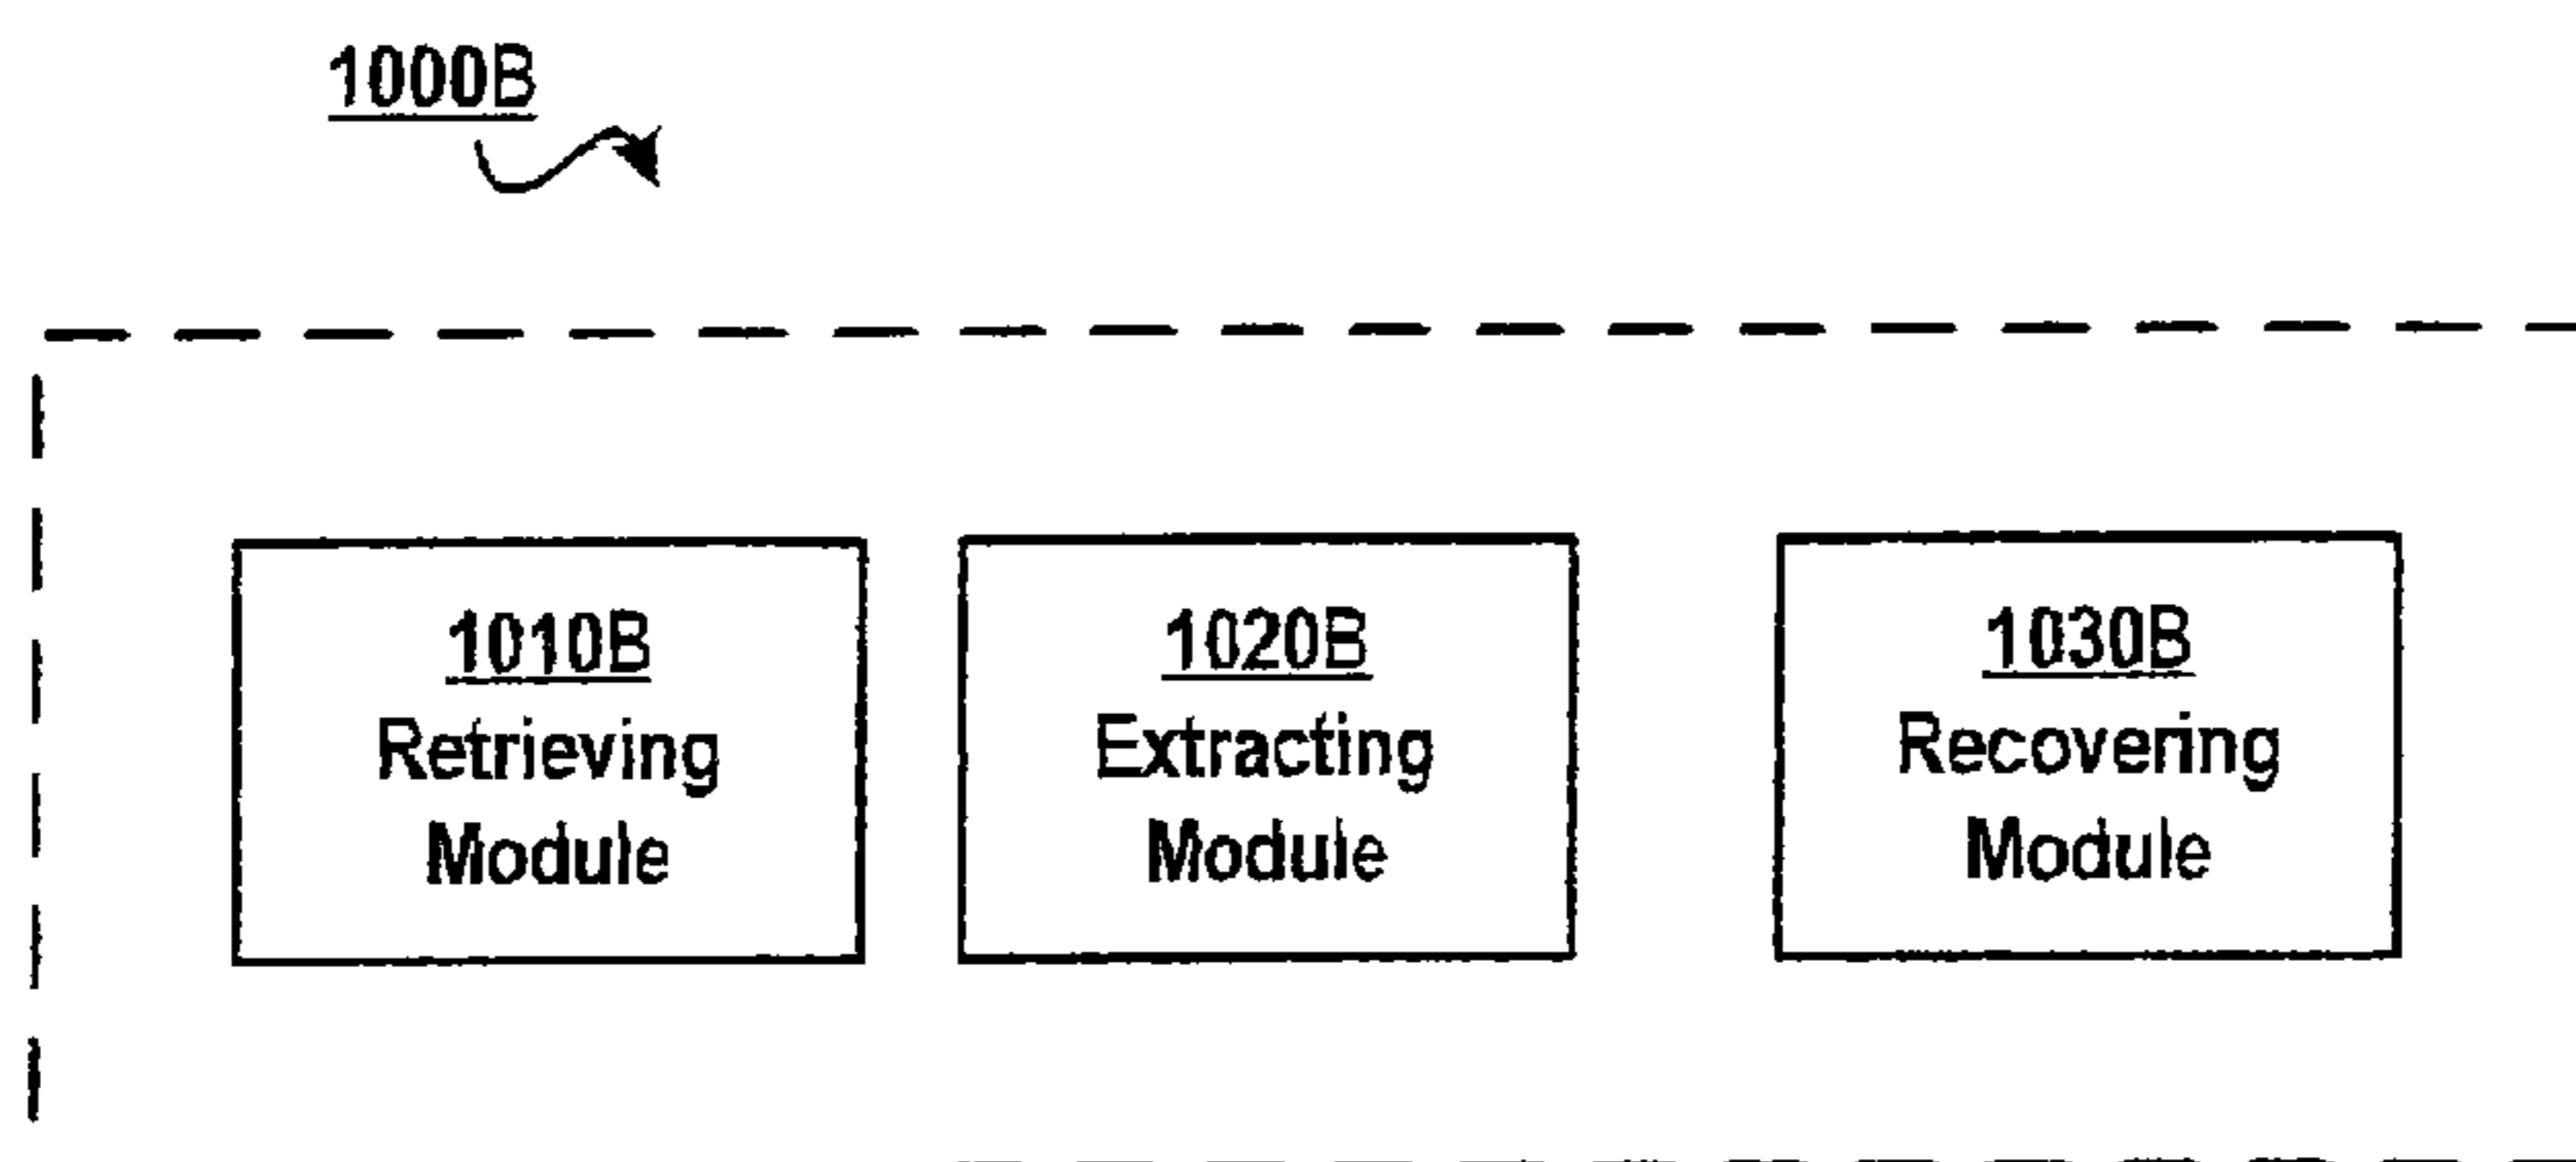 1000B
1010B
Retrieving
Module
1020B
Extracting
Module
1030B
Recovering
Module